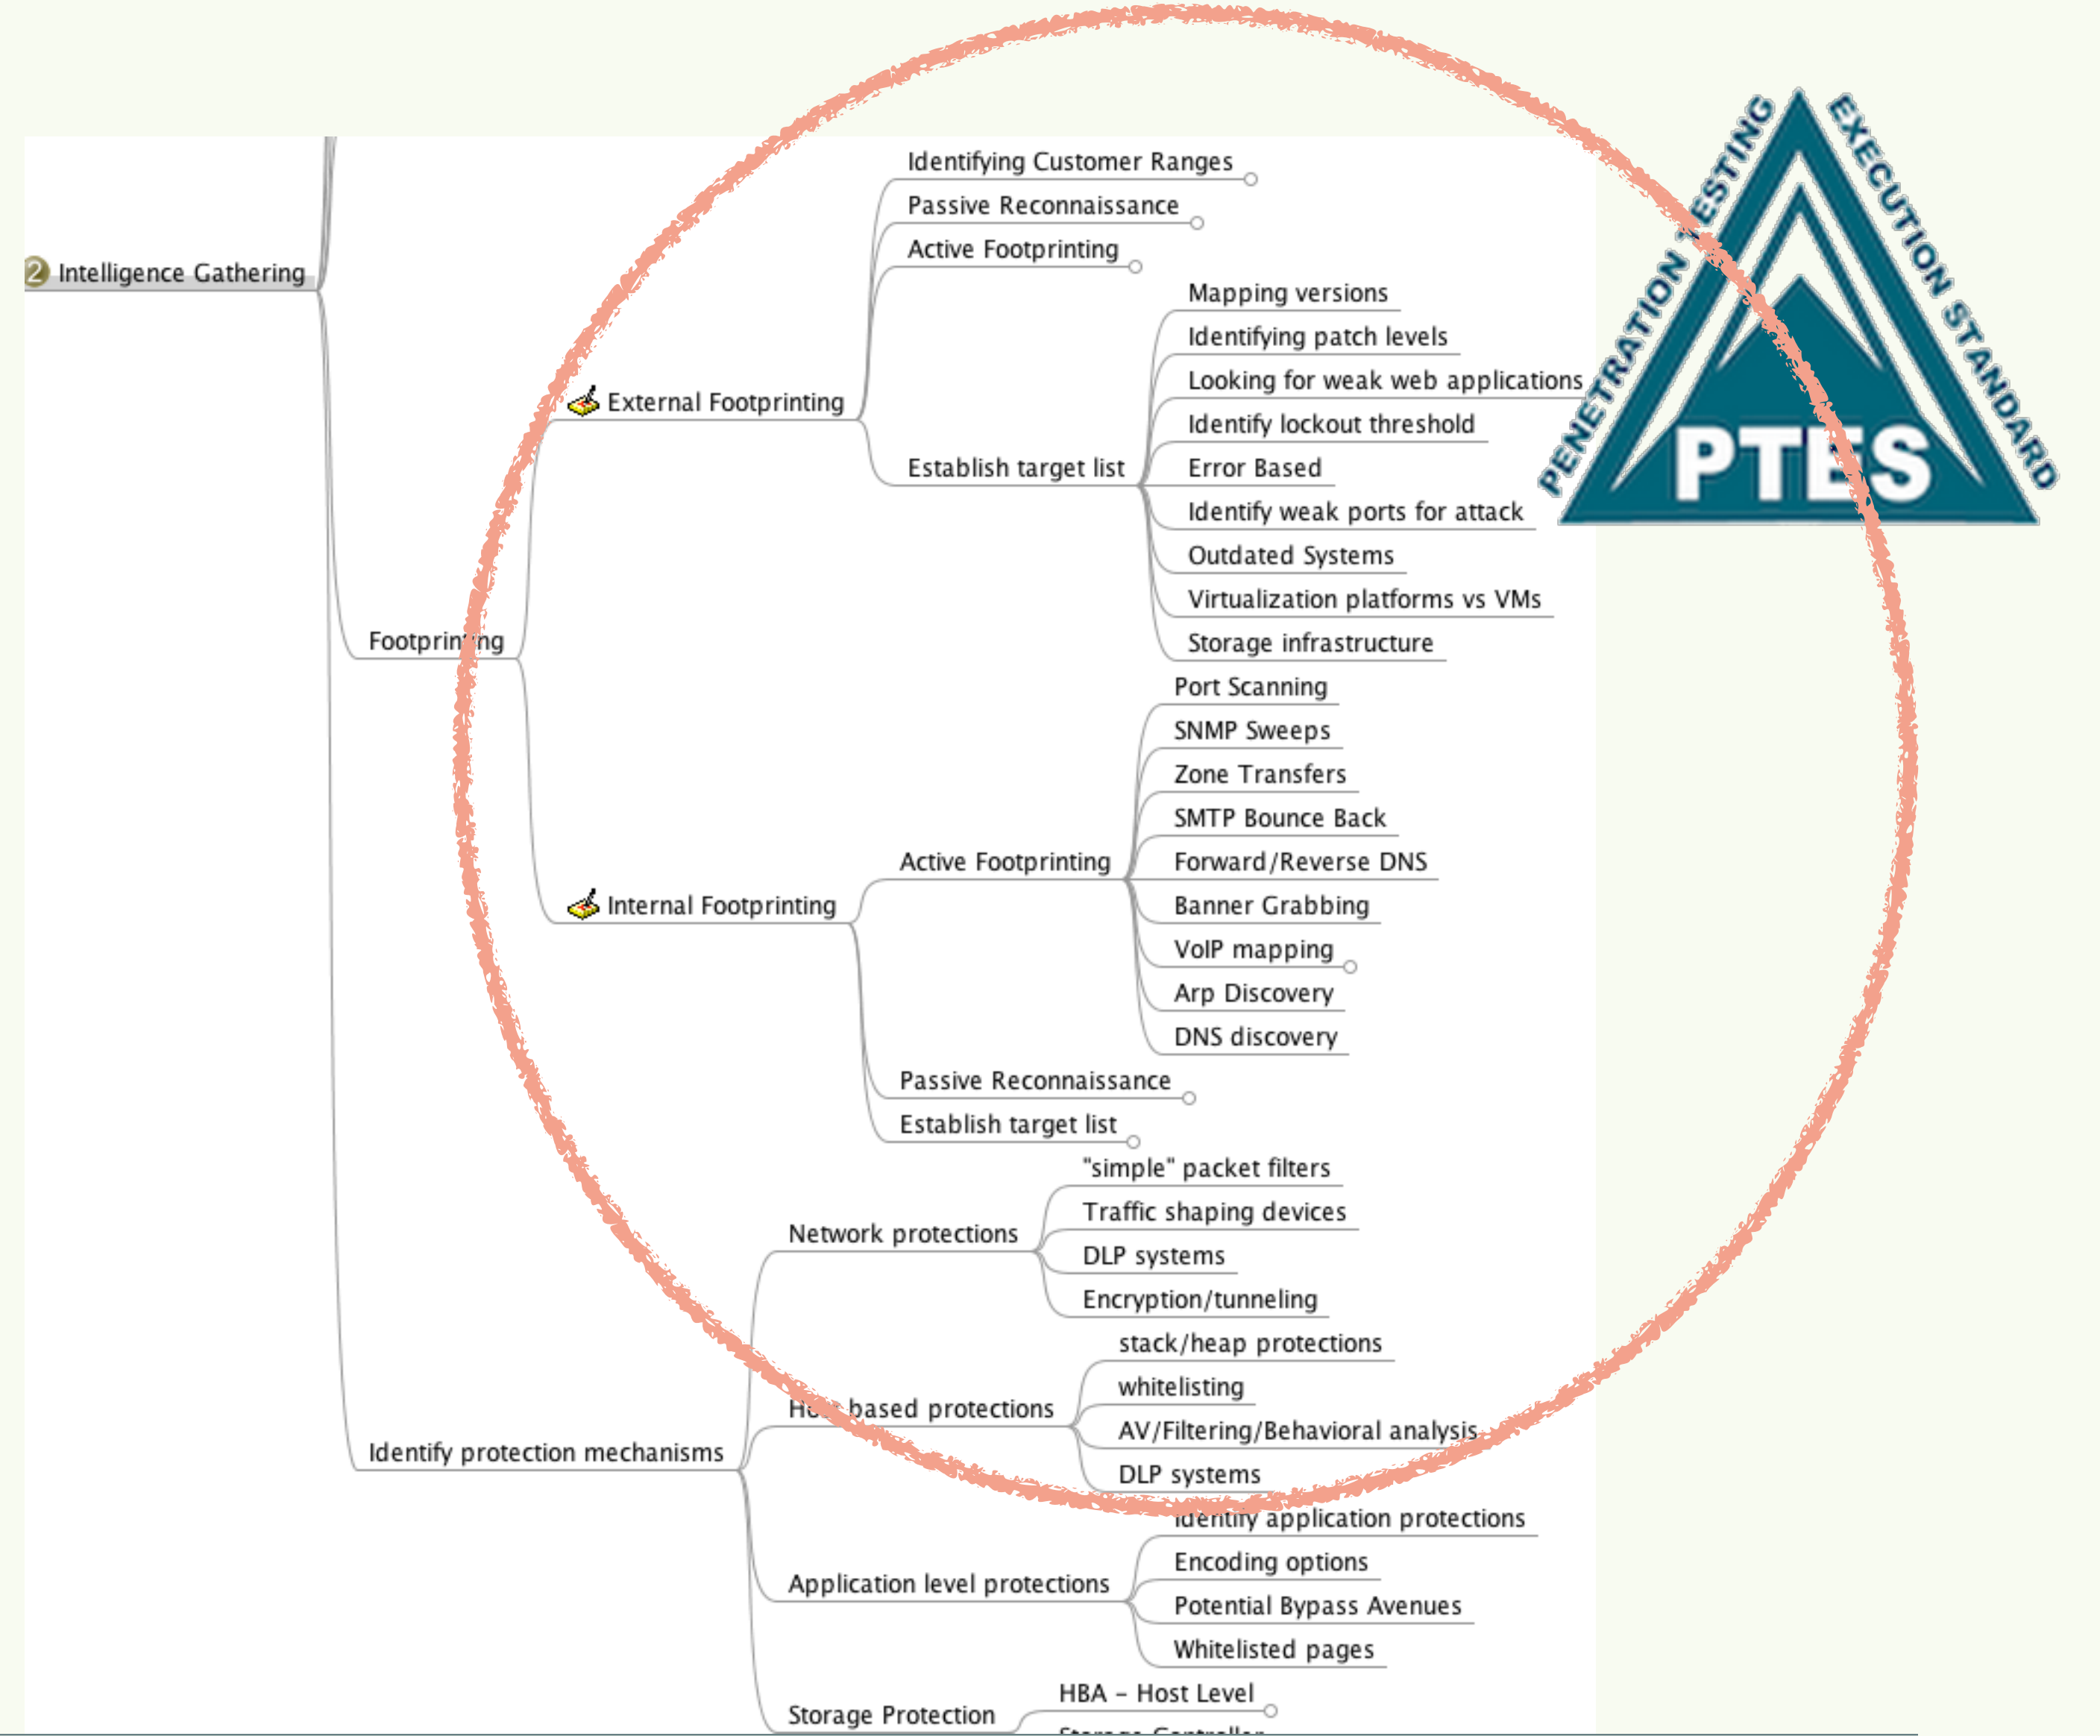 2 Intelligence Gathering
Footprinting
External Footprinting
Identifying Customer Ranges
Passive Reconnaissance
Active Footprinting
Establish target list
Mapping versions
Identifying patch levels
Looking for weak web applications
Identify lockout threshold
Error Based
Identify weak ports for attack
Outdated Systems
Virtualization platforms vs VMs
Storage infrastructure
Internal Footprinting
Active Footprinting
Port Scanning
SNMP Sweeps
Zone Transfers
SMTP Bounce Back
Forward/Reverse DNS
Banner Grabbing
VoIP mapping
Arp Discovery
DNS discovery
Passive Reconnaissance
Establish target list
Identify protection mechanisms
Network protections
"simple" packet filters
Traffic shaping devices
DLP systems
Encryption/tunneling
Host based protections
stack/heap protections
whitelisting
AV/Filtering/Behavioral analysis
DLP systems
Application level protections
Identify application protections
Encoding options
Potential Bypass Avenues
Whitelisted pages
Storage Protection
HBA - Host Level
Storage Controller
PENETRATION TESTING
EXECUTION STANDARD
PTES